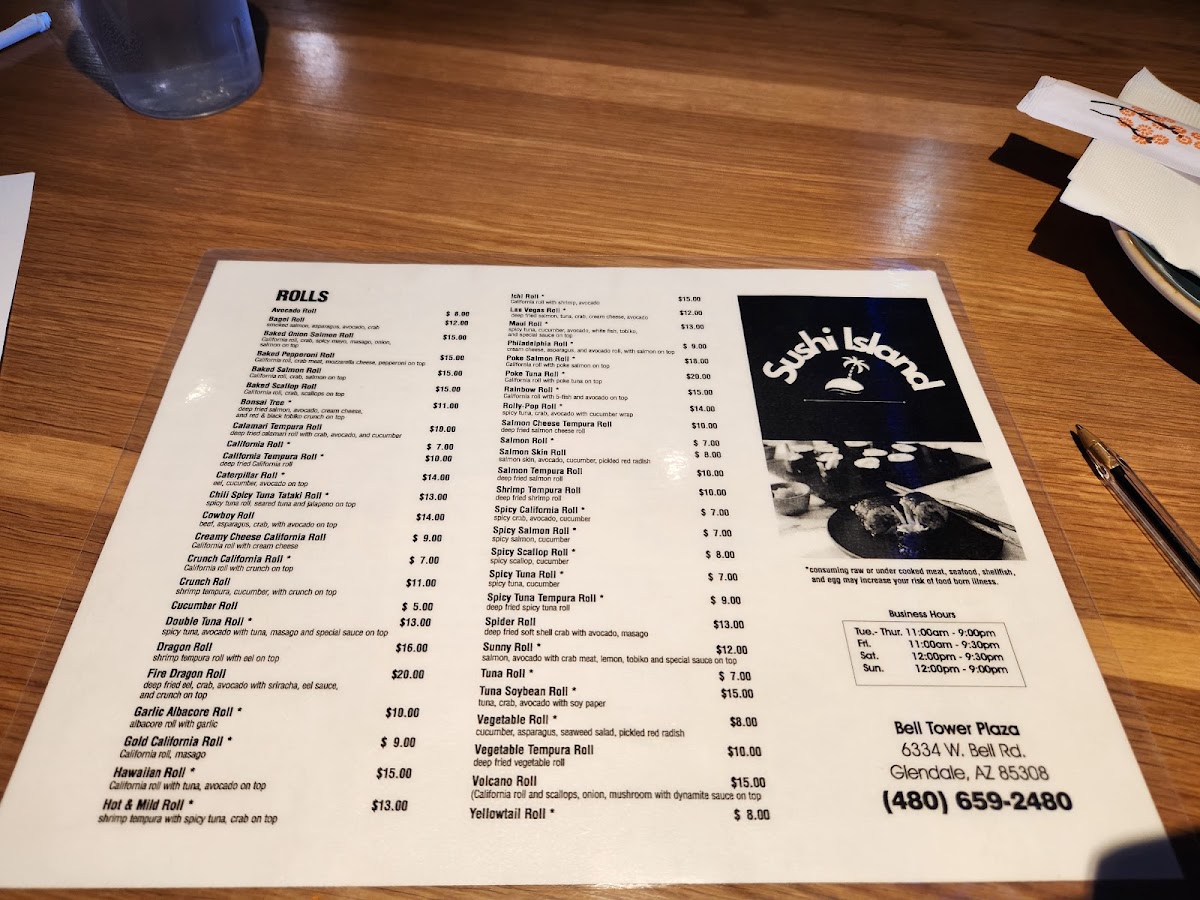 ROLLS
Avocado Roll $ 8.00
Bagel Roll $12.00
smoked salmon, asparagus, avocado, crab
Baked Onion Salmon Roll $15.00
California roll, crab, spicy mayo, masago, onion,
salmon on top
Baked Pepperoni Roll $15.00
California roll, crab meat, mozzarella cheese, pepperoni on top
Baked Salmon Roll $15.00
California roll, crab, salmon on top
Baked Scallop Roll $15.00
California roll, crab, scallops on top
Bonsai Tree * $11.00
deep fried salmon, avocado, cream cheese,
and red & black tobiko crunch on top
Calamari Tempura Roll $10.00
deep fried calamari roll with crab, avocado, and cucumber
California Roll * $ 7.00
California Tempura Roll * $10.00
deep fried California roll
Caterpillar Roll * $14.00
eel, cucumber, avocado on top
Chili Spicy Tuna Tataki Roll * $13.00
spicy tuna roll, seared tuna and jalapeno on top
Cowboy Roll $14.00
beef, asparagus, crab, with avocado on top
Creamy Cheese California Roll $ 9.00
California roll with cream cheese
Crunch California Roll * $ 7.00
California roll with crunch on top
Crunch Roll $11.00
shrimp tempura, cucumber, with crunch on top
Cucumber Roll $ 5.00
Double Tuna Roll * $13.00
spicy tuna, avocado with tuna, masago and special sauce on top
Dragon Roll $16.00
shrimp tempura roll with eel on top
Fire Dragon Roll $20.00
deep fried eel, crab, avocado with sriracha, eel sauce,
and crunch on top
Garlic Albacore Roll * $10.00
albacore roll with garlic
Gold California Roll * $ 9.00
California roll, masago
Hawaiian Roll * $15.00
California roll with tuna, avocado on top
Hot & Mild Roll * $13.00
shrimp tempura with spicy tuna, crab on top
Ichi Roll * $15.00
California roll with shrimp, avocado
Las Vegas Roll * $12.00
deep fried salmon, tuna, crab, cream cheese, avocado
Maui Roll * $13.00
spicy tuna, cucumber, avocado, white fish, tobiko,
and special sauce on top
Philadelphia Roll * $ 9.00
cream cheese, asparagus, and avocado roll, with salmon on top
Poke Salmon Roll * $18.00
California roll with poke salmon on top
Poke Tuna Roll * $20.00
California roll with poke tuna on top
Rainbow Roll * $15.00
California roll with 5-fish and avocado on top
Rolly-Pop Roll * $14.00
spicy tuna, crab, avocado with cucumber wrap
Salmon Cheese Tempura Roll $10.00
deep fried salmon cheese roll
Salmon Roll * $ 7.00
Salmon Skin Roll $ 8.00
salmon skin, avocado, cucumber, pickled red radish
Salmon Tempura Roll $10.00
deep fried salmon roll
Shrimp Tempura Roll $10.00
deep fried shrimp roll
Spicy California Roll * $ 7.00
spicy crab, avocado, cucumber
Spicy Salmon Roll * $ 7.00
spicy salmon, cucumber
Spicy Scallop Roll * $ 8.00
spicy scallop, cucumber
Spicy Tuna Roll * $ 7.00
spicy tuna, cucumber
Spicy Tuna Tempura Roll * $ 9.00
deep fried spicy tuna roll
Spider Roll $13.00
deep fried soft shell crab with avocado, masago
Sunny Roll * $12.00
salmon, avocado with crab meat, lemon, tobiko and special sauce on top
Tuna Roll * $ 7.00
Tuna Soybean Roll * $15.00
tuna, crab, avocado with soy paper
Vegetable Roll * $8.00
cucumber, asparagus, seaweed salad, pickled red radish
Vegetable Tempura Roll $10.00
deep fried vegetable roll
Volcano Roll $15.00
(California roll and scallops, onion, mushroom with dynamite sauce on top
Yellowtail Roll * $ 8.00
Sushi Island
*consuming raw or under cooked meat, seafood, shellfish,
and egg may increase your risk of food born illness.
Business Hours
Tue.- Thur. 11:00am - 9:00pm
Fri. 11:00am - 9:30pm
Sat. 12:00pm - 9:30pm
Sun. 12:00pm - 9:00pm
Bell Tower Plaza
6334 W. Bell Rd.
Glendale, AZ 85308
(480) 659-2480